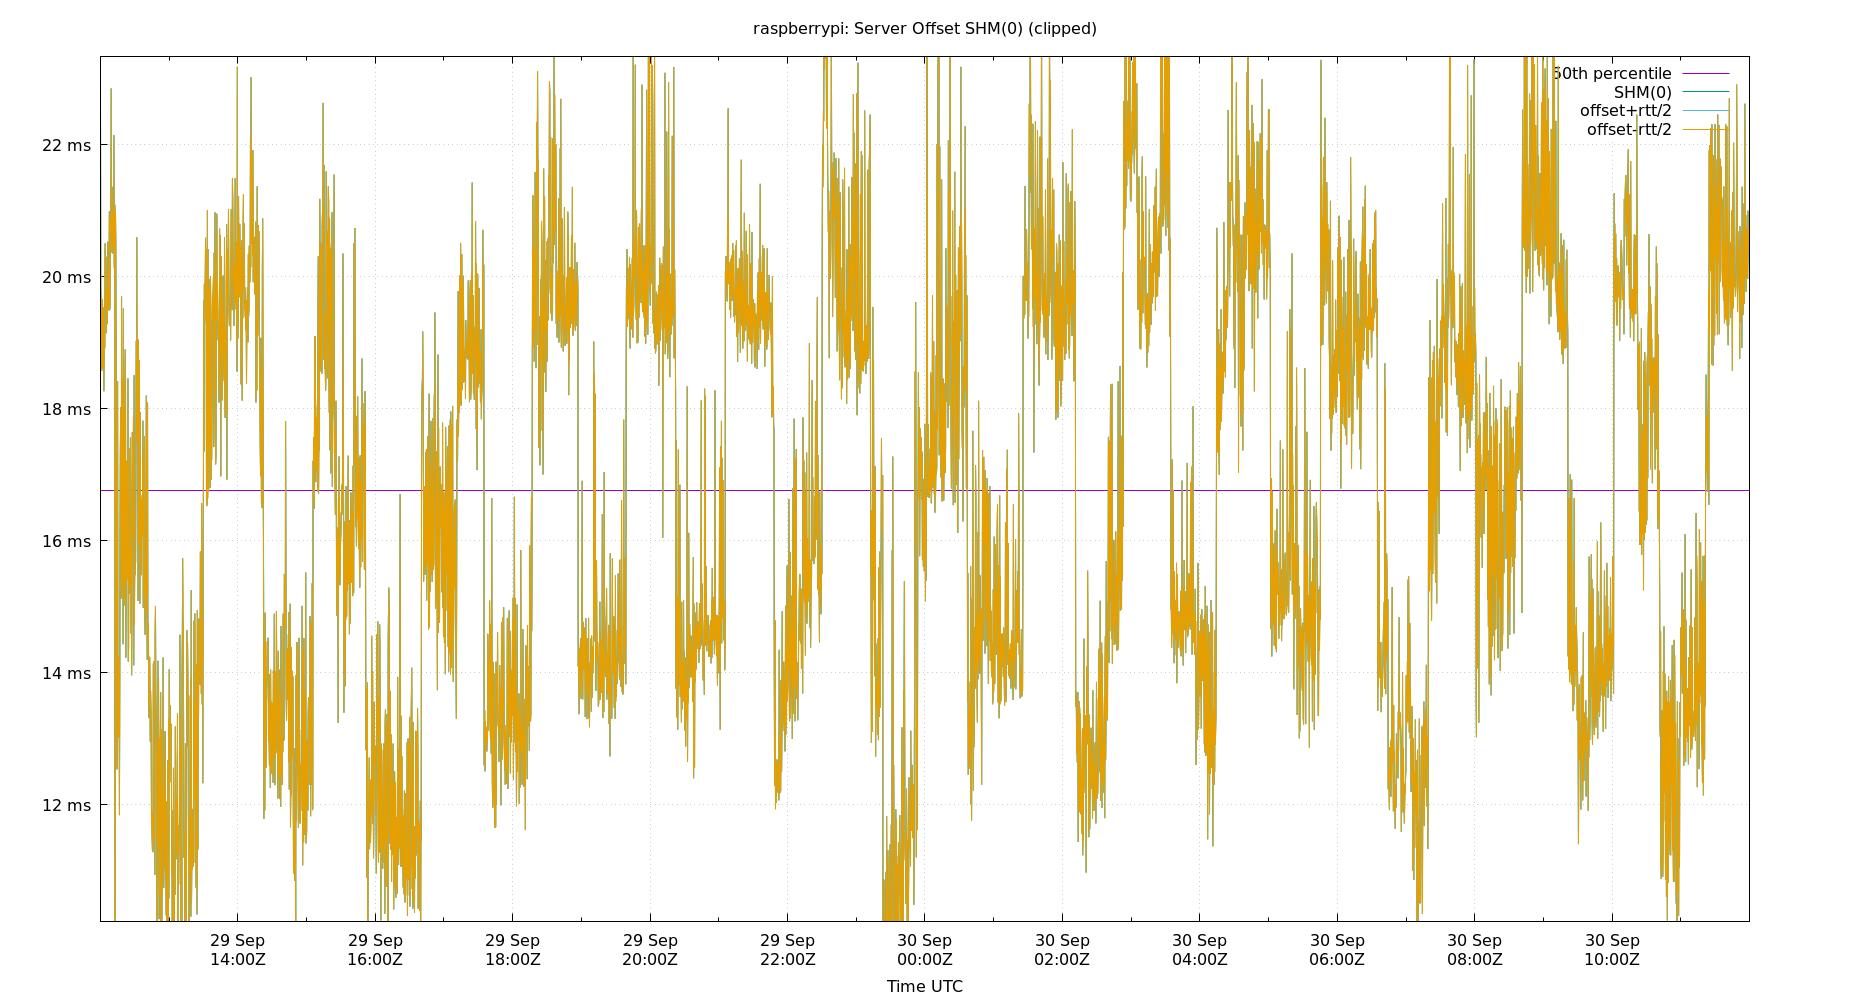 raspberrypi: Server Offset SHM(0) (clipped)
50th percentile
SHM(0)
offset+rtt/2
offset-rtt/2
22 ms
20 ms
18 ms
16 ms
14 ms
12 ms
29 Sep 29 Sep 29 Sep 29 Sep 29 Sep 30 Sep 30 Sep 30 Sep 30 Sep 30 Sep 30 Sep
14:00Z 16:00Z 18:00Z 20:00Z 22:00Z 00:00Z 02:00Z 04:00Z 06:00Z 08:00Z 10:00Z
Time UTC